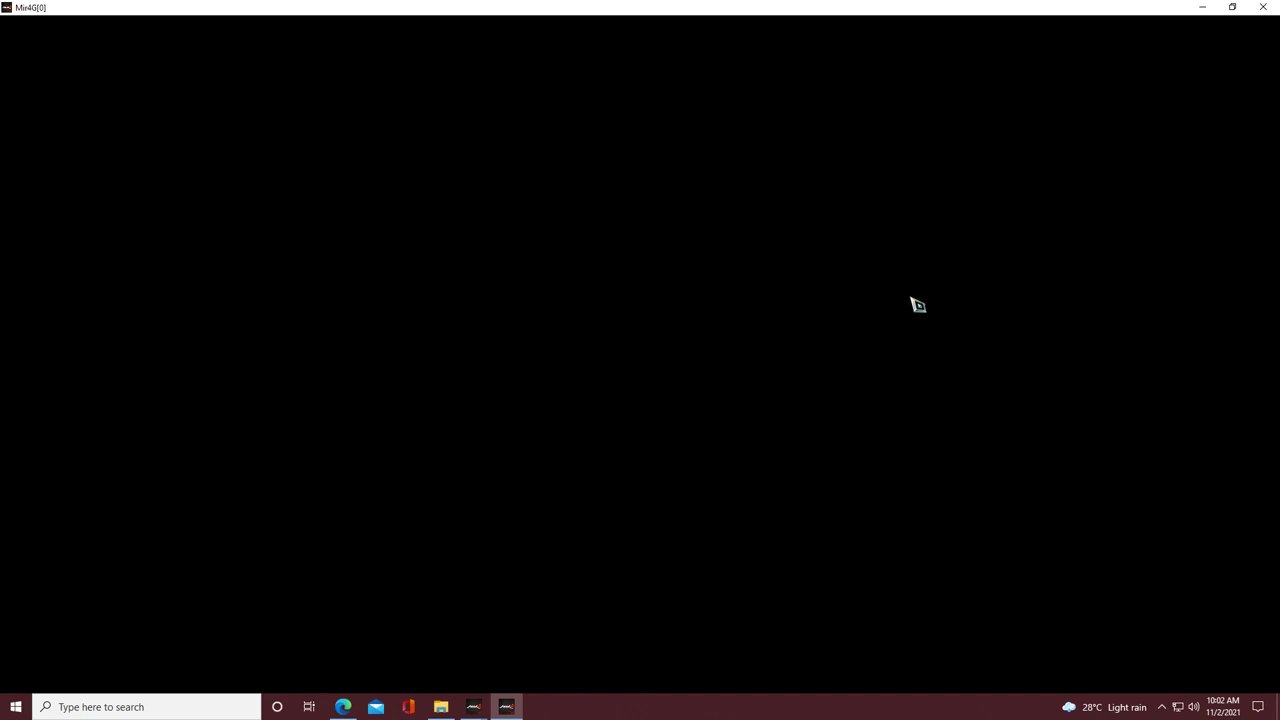 Mir4G[0]
Type here to search
28°C Light rain
10:02 AM
11/2/2021